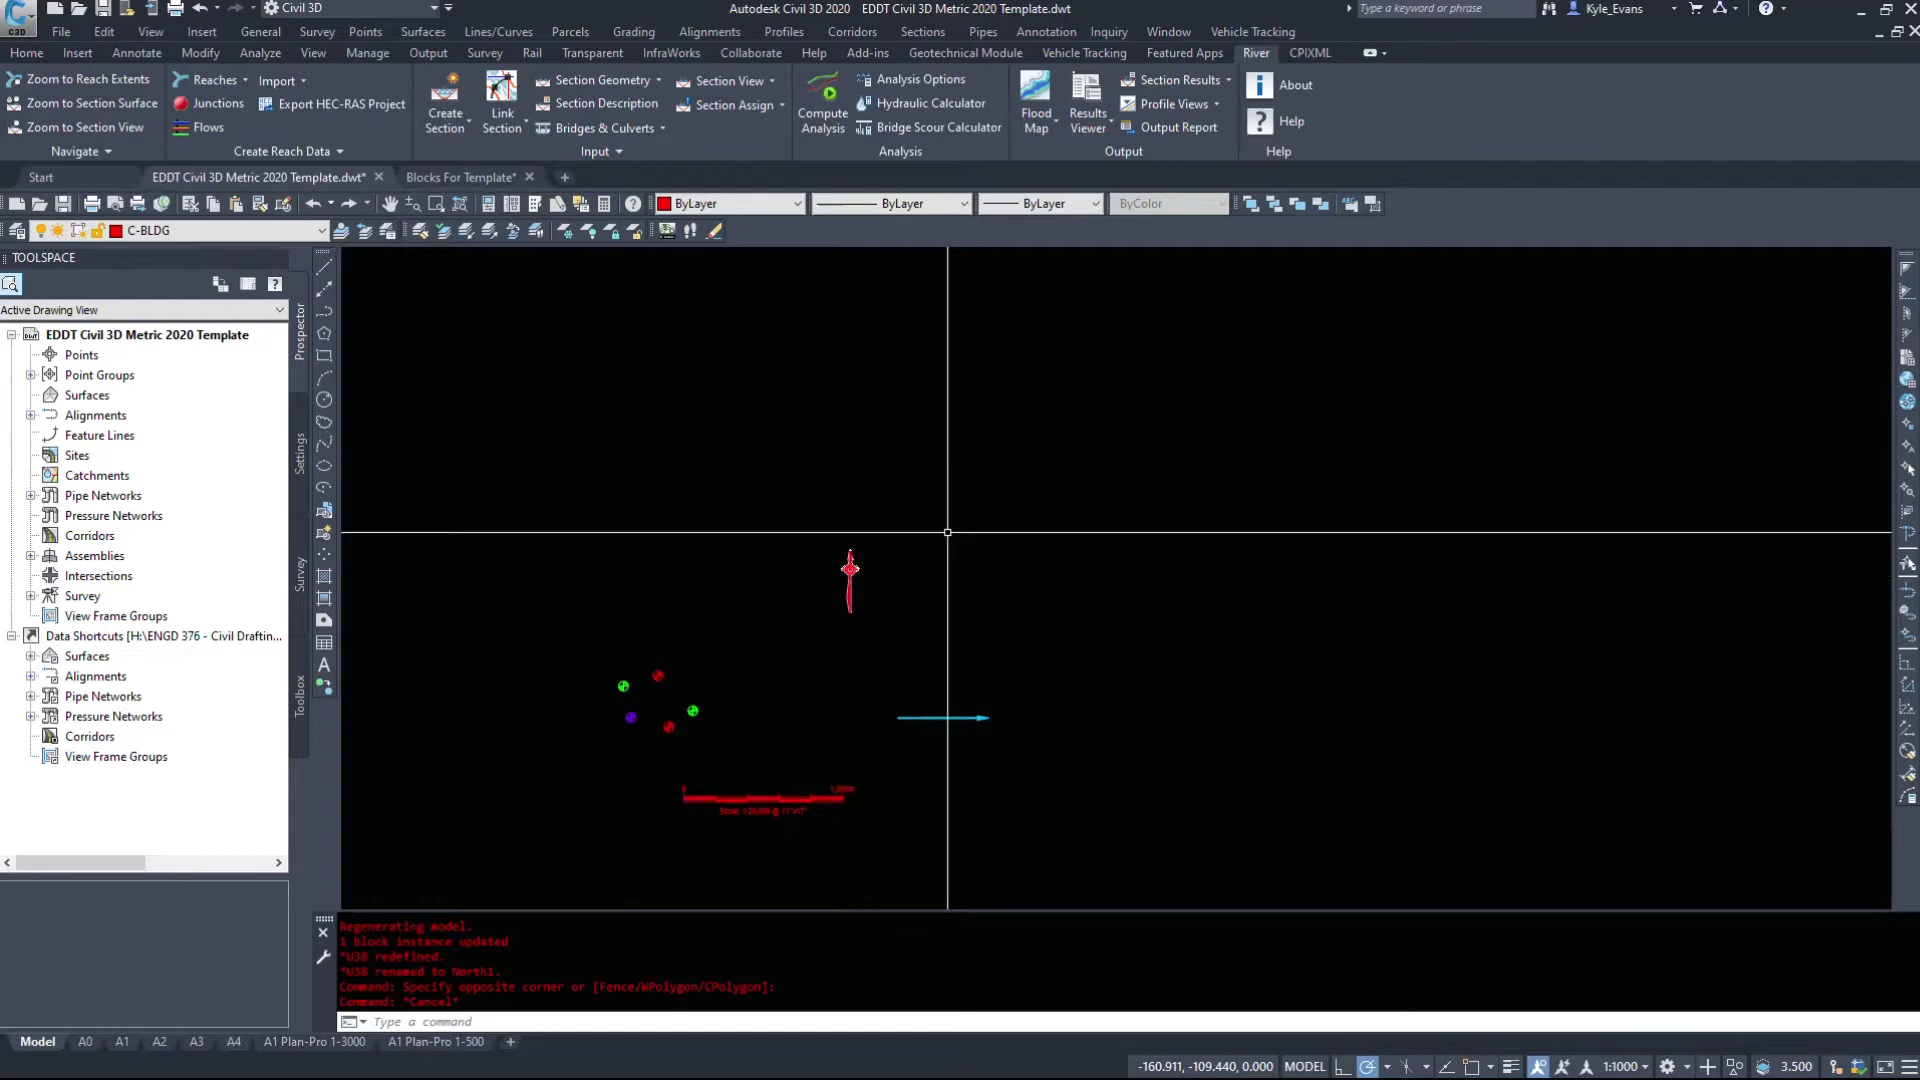 Civil 3D
Autodesk Civil 3D 2020 EDDT Civil 3D Metric 2020 Template.dwt
Type a keyword or phrase
Kyle_Evans
C3D
File Edit View Insert General Survey Points Surfaces Lines/Curves Parcels Grading Alignments Profiles Corridors Sections Pipes Annotation Inquiry Window Vehicle Tracking
Home Insert Annotate Modify Analyze View Manage Output Survey Rail Transparent InfraWorks Collaborate Help Add-ins Geotechnical Module Vehicle Tracking Featured Apps River CPIXML
Zoom to Reach Extents
Zoom to Section Surface
Zoom to Section View
Navigate
Reaches
Junctions
Flows
Import
Export HEC-RAS Project
Create Reach Data
Create Section
Link Section
Section Geometry
Section Description
Bridges & Culverts
Section View
Section Assign
Input
Compute Analysis
Analysis Options
Hydraulic Calculator
Bridge Scour Calculator
Analysis
Flood Map
Results Viewer
Section Results
Profile Views
Output Report
Output
About
Help
Help
Start EDDT Civil 3D Metric 2020 Template.dwt* Blocks For Template*
ByLayer ByLayer ByLayer ByColor
C-BLDG
TOOLSPACE
Active Drawing View
EDDT Civil 3D Metric 2020 Template
Points
Point Groups
Surfaces
Alignments
Feature Lines
Sites
Catchments
Pipe Networks
Pressure Networks
Corridors
Assemblies
Intersections
Survey
View Frame Groups
Data Shortcuts [H:\ENGD 376 - Civil Draftin...
Surfaces
Alignments
Pipe Networks
Pressure Networks
Corridors
View Frame Groups
Prospector
Settings
Survey
Toolbox
0
Regenerating model.
1 block instance updated
*U38 redefined.
*U38 renamed to North1.
Command: Specify opposite corner or [Fence/WPolygon/CPolygon]:
Command: *Cancel*
Type a command
Model A0 A1 A2 A3 A4 A1 Plan-Pro 1-3000 A1 Plan-Pro 1-500
-160.911, -109.440, 0.000 MODEL 1:1000 3.500